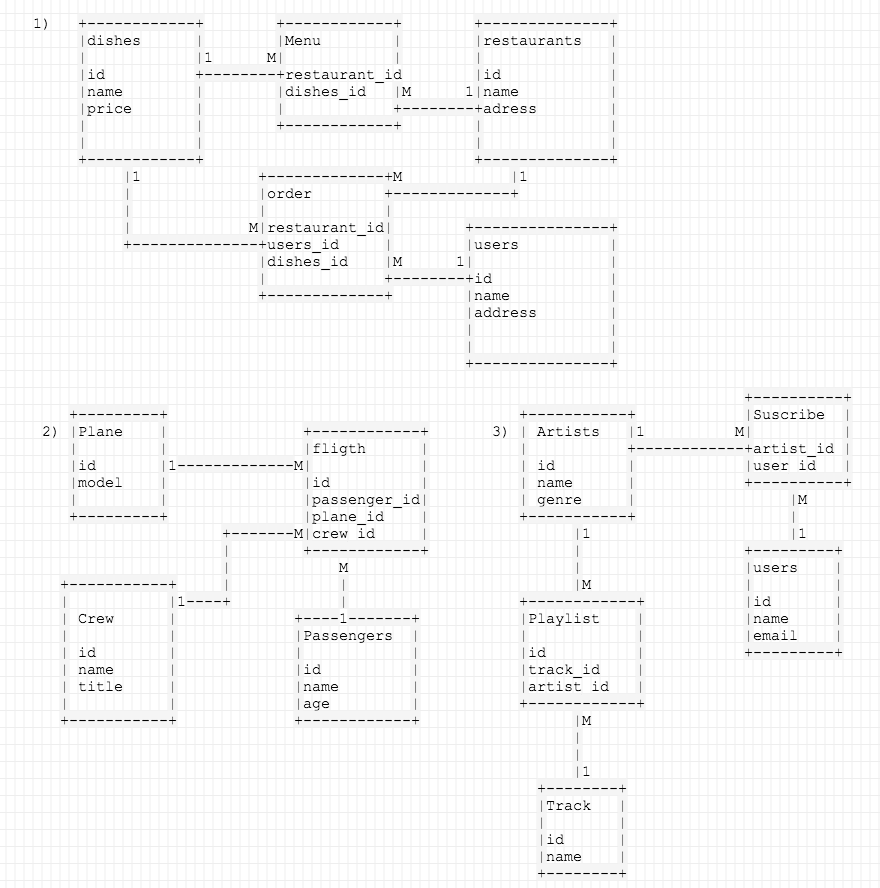 1)
dishes
id
name
price
1 M
Menu
restaurant_id
dishes_id
M 1
restaurants
id
name
adress
1
M
1
order
restaurant_id
users_id
dishes_id
M
M 1
users
id
name
address
2)
Plane
id
model
1 M
fligth
id
passenger_id
plane_id
crew id
M
M
1
Crew
id
name
title
1
Passengers
id
name
age
3)
Artists
id
name
genre
1 M
Suscribe
artist_id
user id
M
1
users
id
name
email
1
M
Playlist
id
track_id
artist id
M
1
Track
id
name